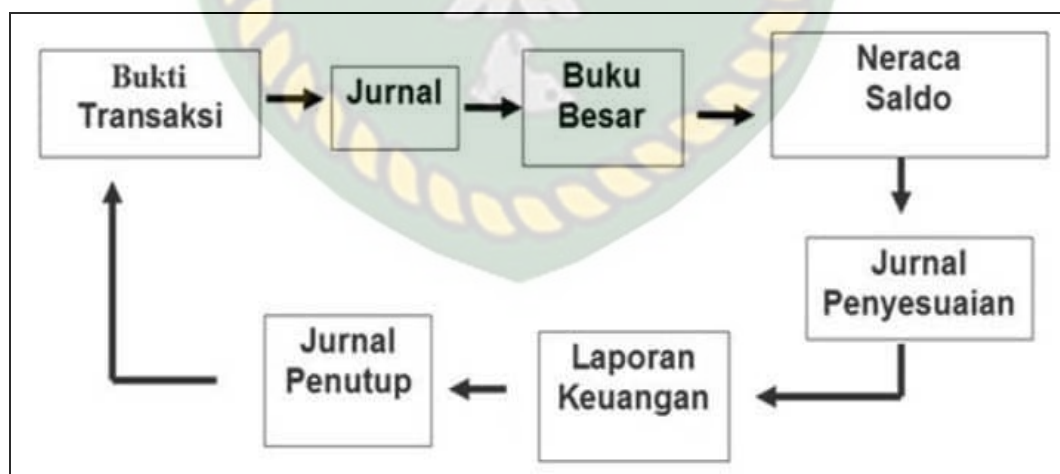 Bukti
Transaksi
Jurnal
Buku
Besar
Neraca
Saldo
Jurnal
Penyesuaian
Laporan
Keuangan
Jurnal
Penutup